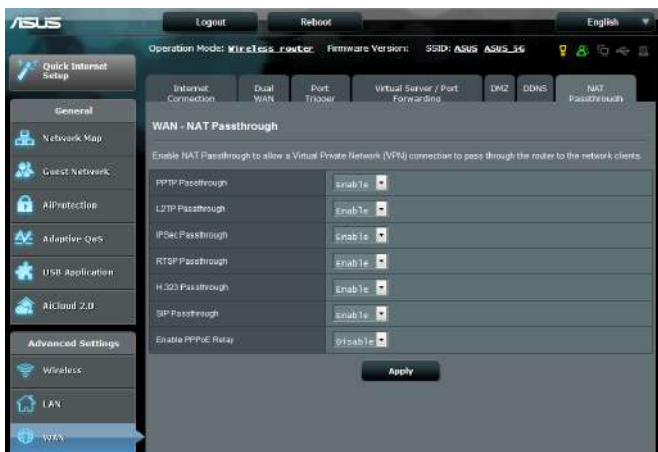 ASUS
Logout
Reboot
English
Operation Mode: Wireless router Firmware Version: SSID: ASUS ASUS_5G
Quick Internet
Setup
Internet
Connection
Dual
WAN
Port
Trigger
Virtual Server / Port
Forwarding
DMZ
DDNS
NAT
Passthrough
General
Network Map
Guest Network
AiProtection
Adaptive QoS
USB Application
AiCloud 2.0
Advanced Settings
Wireless
LAN
WAN
WAN - NAT Passthrough
Enable NAT Passthrough to allow a Virtual Private Network (VPN) connection to pass through the router to the network clients.
PPTP Passthrough Enable
L2TP Passthrough Enable
IPSec Passthrough Enable
RTSP Passthrough Enable
H.323 Passthrough Enable
SIP Passthrough Enable
Enable PPPoE Relay Disable
Apply